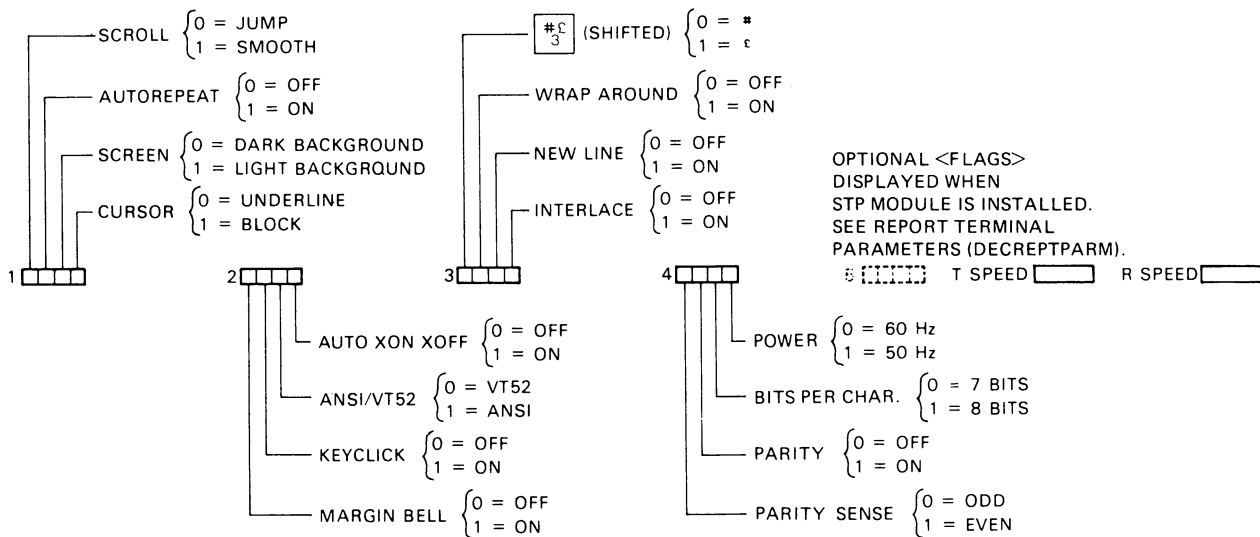 SCROLL 0 = JUMP
1 = SMOOTH
AUTOREPEAT 0 = OFF
1 = ON
SCREEN 0 = DARK BACKGROUND
1 = LIGHT BACKGROUND
CURSOR 0 = UNDERLINE
1 = BLOCK
1
2
AUTO XON XOFF 0 = OFF
1 = ON
ANSI/VT52 0 = VT52
1 = ANSI
KEYCLICK 0 = OFF
1 = ON
MARGIN BELL 0 = OFF
1 = ON
#£
3
(SHIFTED) 0 = #
1 = £
WRAP AROUND 0 = OFF
1 = ON
NEW LINE 0 = OFF
1 = ON
INTERLACE 0 = OFF
1 = ON
3
4
POWER 0 = 60 Hz
1 = 50 Hz
BITS PER CHAR. 0 = 7 BITS
1 = 8 BITS
PARITY 0 = OFF
1 = ON
PARITY SENSE 0 = ODD
1 = EVEN
OPTIONAL <FLAGS>
DISPLAYED WHEN
STP MODULE IS INSTALLED.
SEE REPORT TERMINAL
PARAMETERS (DECREPTPARM).
T SPEED R SPEED